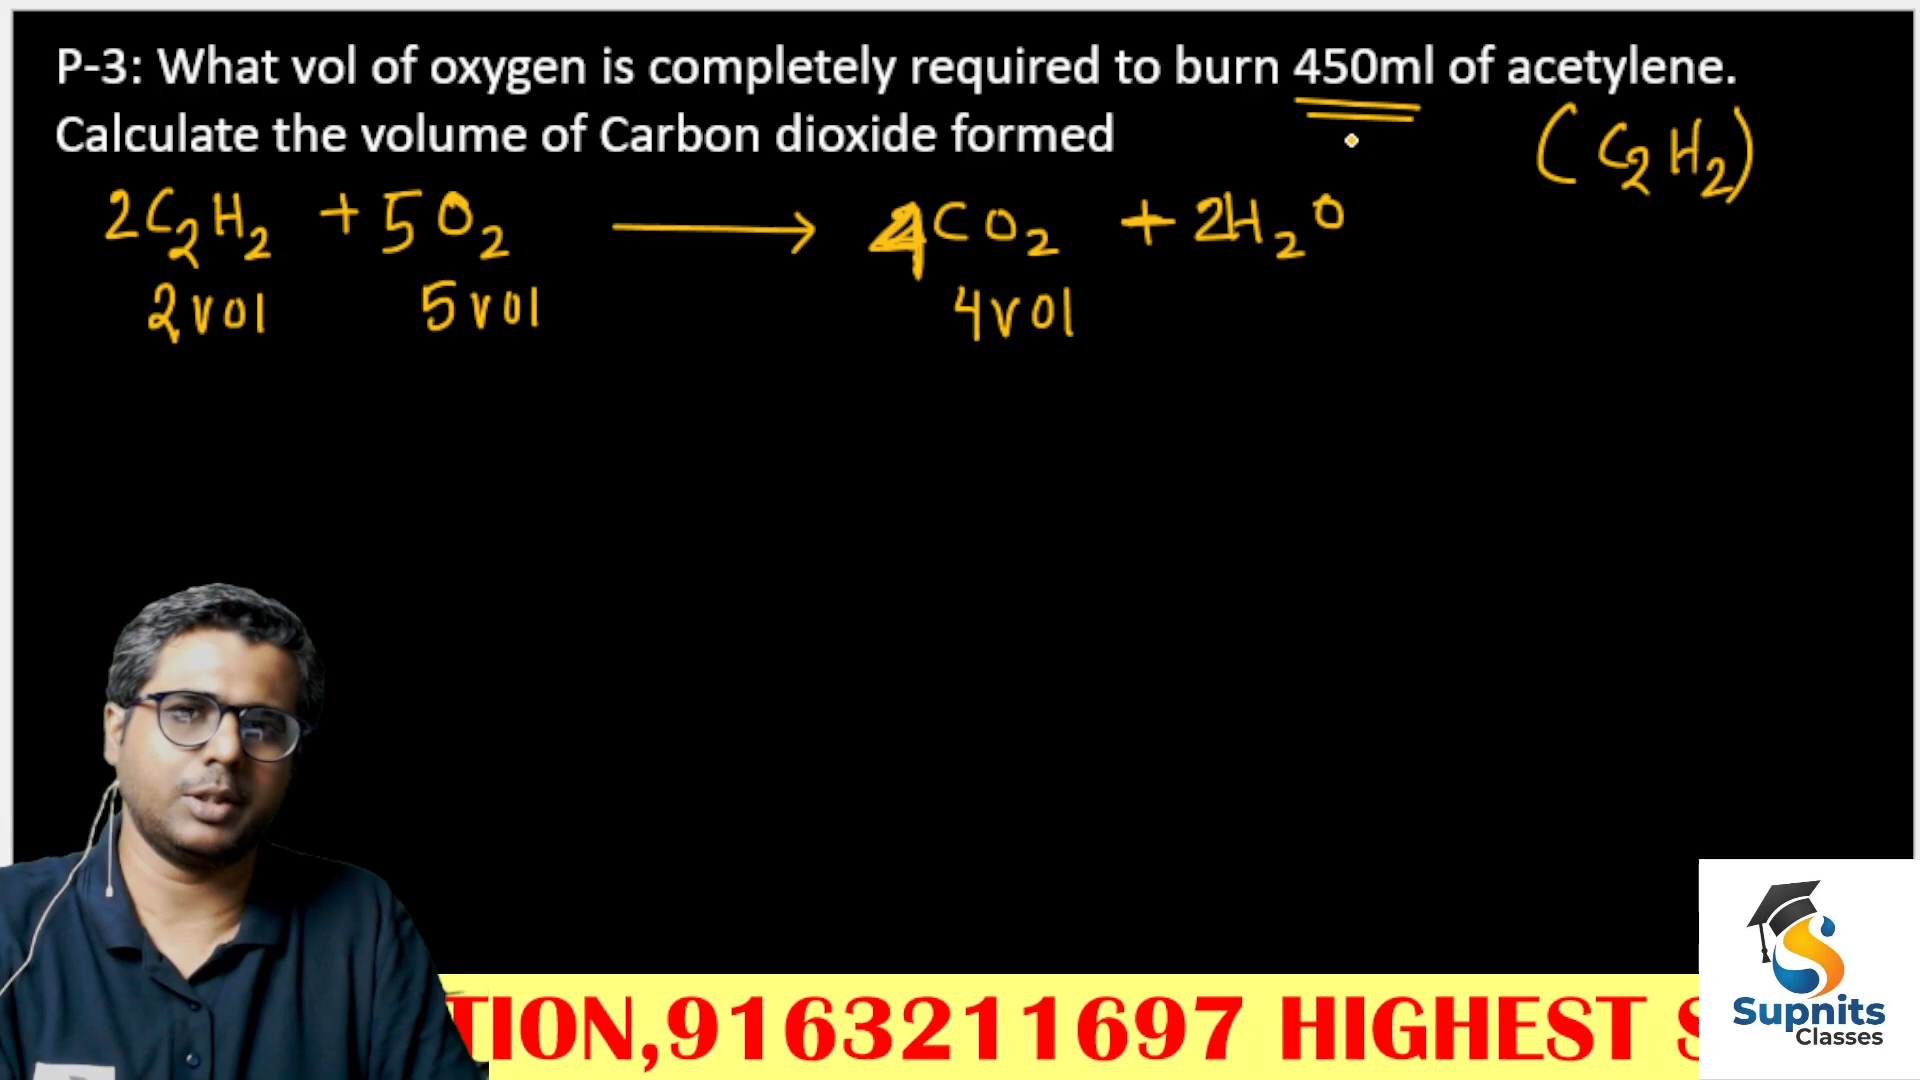 P-3: What vol of oxygen is completely required to burn 450ml of acetylene.
Calculate the volume of Carbon dioxide formed
(C2H2)
2C2H2 + 5O2 ⟶ 4CO2 + 2H2O
2vol 5vol 4vol
TION,9163211697 HIGHEST S
Supnits
Classes